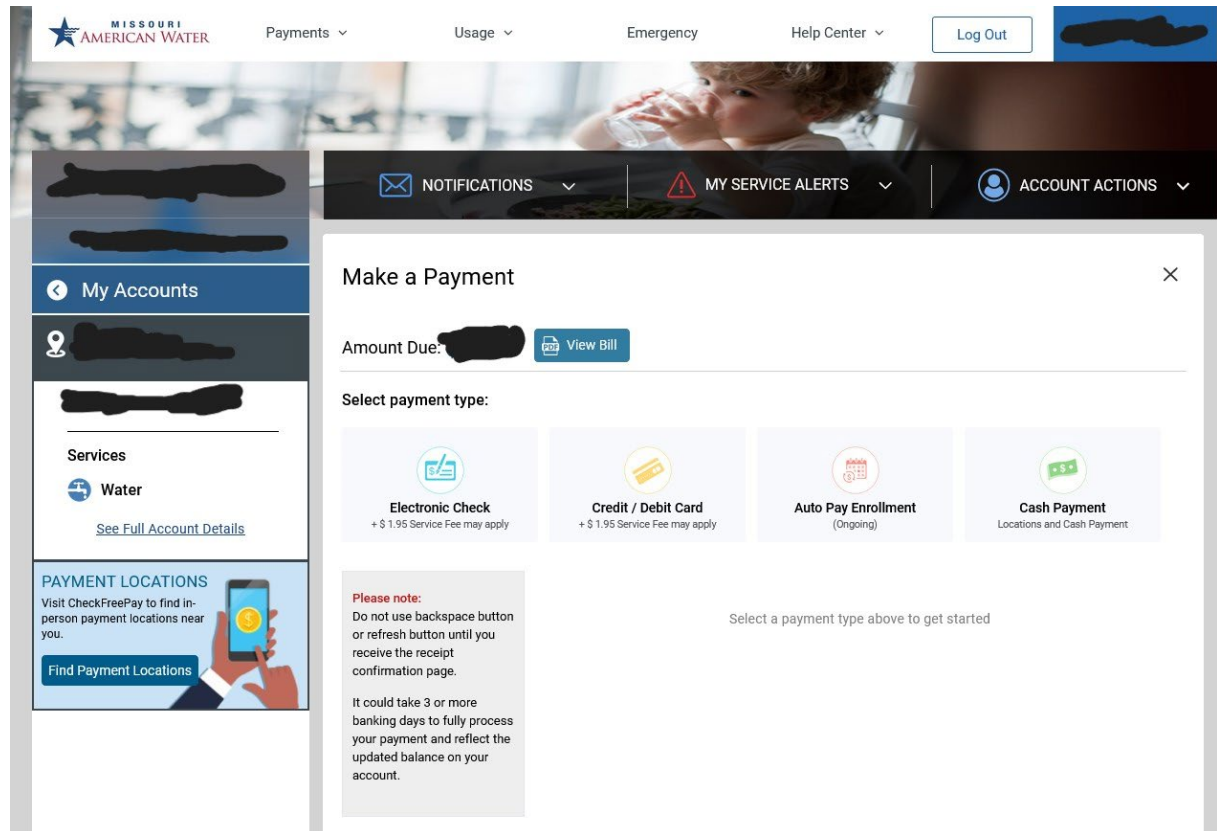 MISSOURI
AMERICAN WATER
Payments
Usage
Emergency
Help Center
Log Out
NOTIFICATIONS
MY SERVICE ALERTS
ACCOUNT ACTIONS
My Accounts
Services
Water
See Full Account Details
PAYMENT LOCATIONS
Visit CheckFreePay to find in-
person payment locations near
you.
Find Payment Locations
Make a Payment
Amount Due:
PDF View Bill
Select payment type:
Electronic Check
+ $ 1.95 Service Fee may apply
Credit / Debit Card
+ $ 1.95 Service Fee may apply
Auto Pay Enrollment
(Ongoing)
Cash Payment
Locations and Cash Payment
Please note:
Do not use backspace button
or refresh button until you
receive the receipt
confirmation page.
It could take 3 or more
banking days to fully process
your payment and reflect the
updated balance on your
account.
Select a payment type above to get started